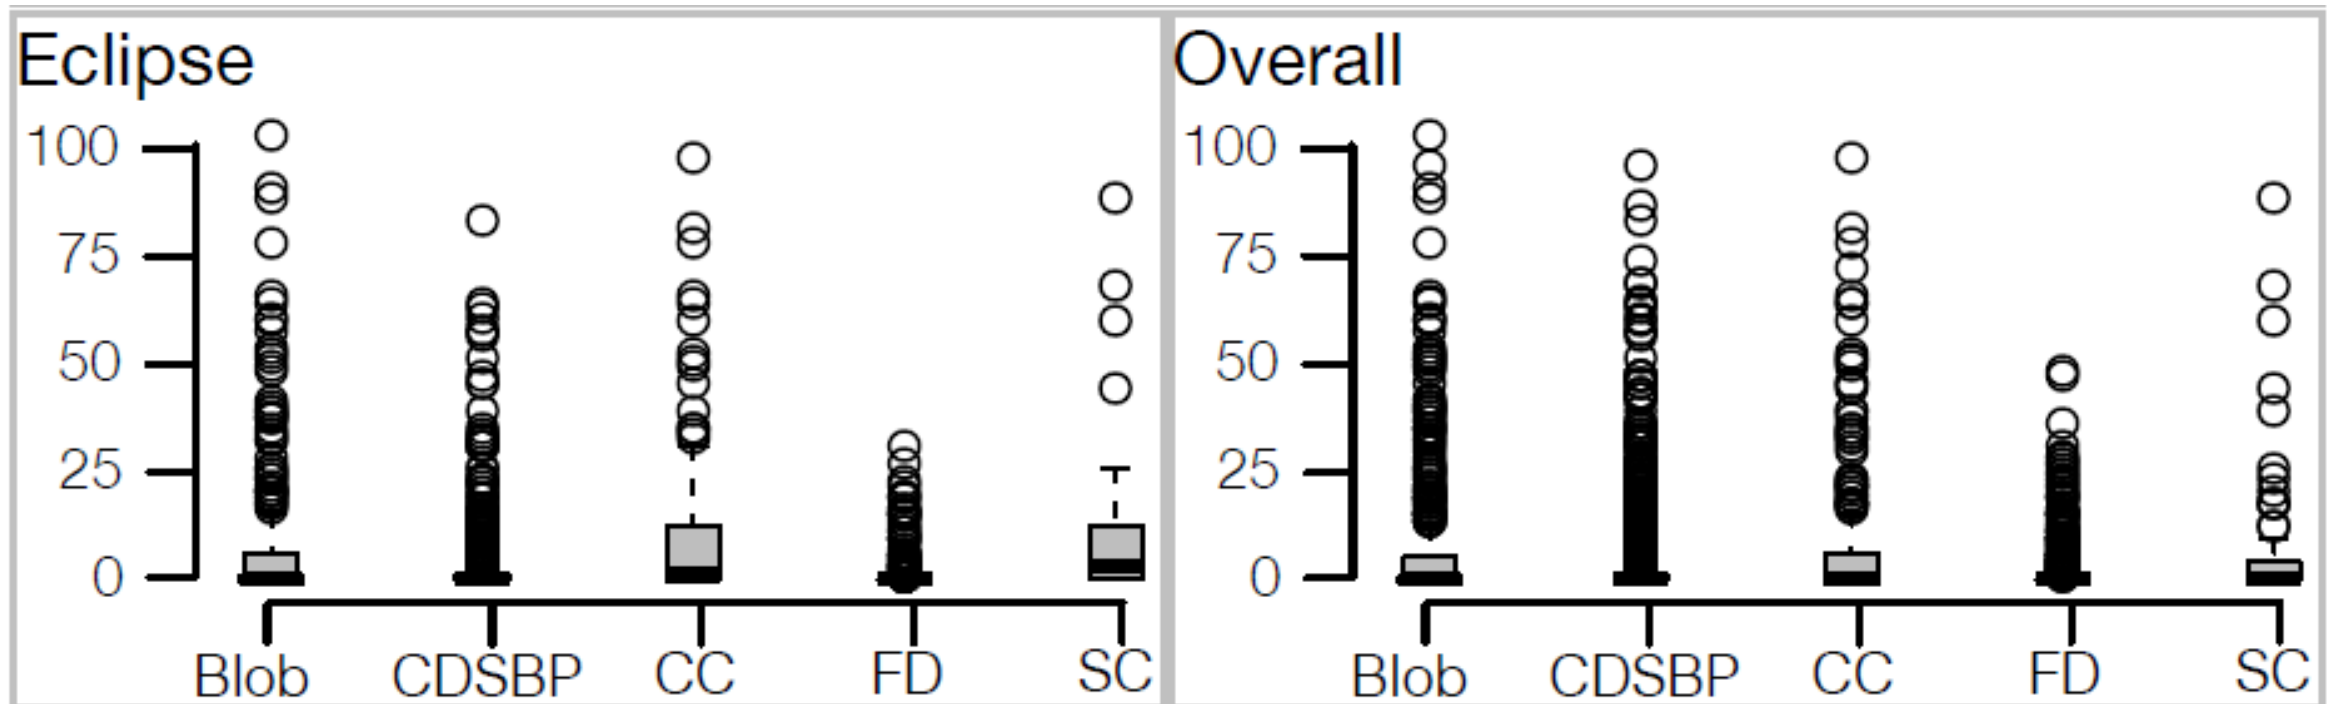 Eclipse
100
75
50
25
0
Blob CDSBP CC FD SC
Overall
100
75
50
25
0
Blob CDSBP CC FD SC